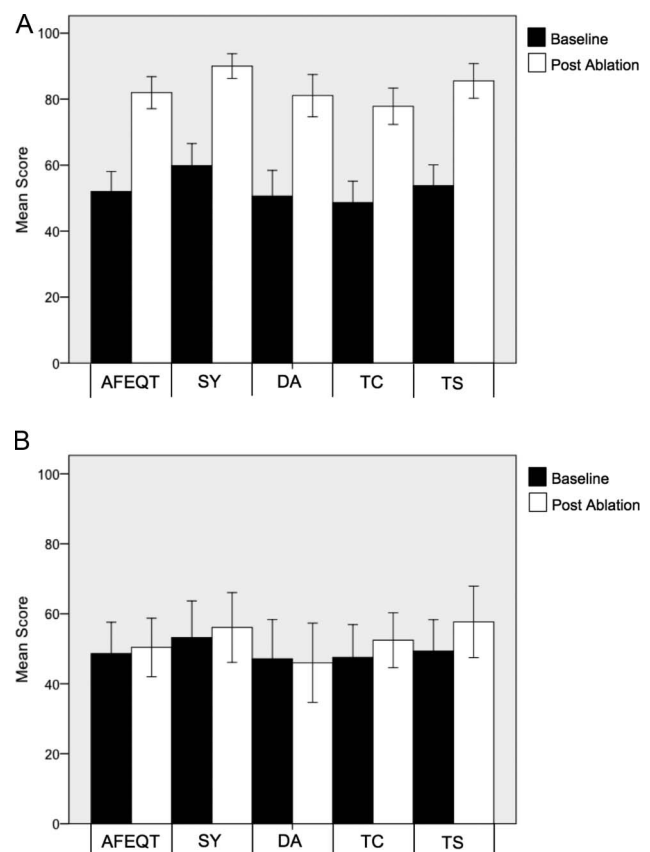 A
100
80
60
40
20
0
Mean Score
AFEQT SY DA TC TS
Baseline
Post Ablation
B
100
80
60
40
20
0
Mean Score
AFEQT SY DA TC TS
Baseline
Post Ablation